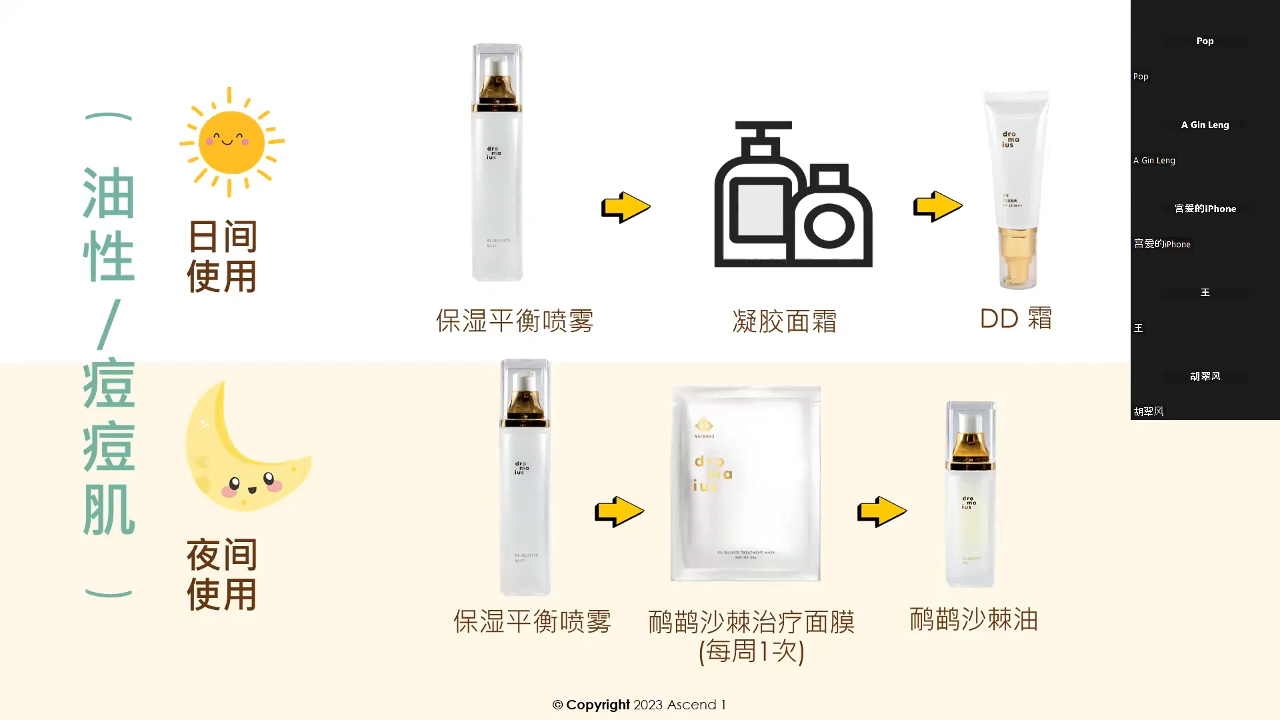 (油性/痘痘肌)
日间
使用
保湿平衡喷雾
凝胶面霜
DD 霜
dro
ma
ius
dro
ma
ius
夜间
使用
保湿平衡喷雾
鸸鹋沙棘治疗面膜
(每周1次)
鸸鹋沙棘油
dro
ma
ius
Ascend
dro
ma
ius
dro
ma
ius
© Copyright 2023 Ascend 1
Pop
Pop
A Gin Leng
A Gin Leng
宫爱的iPhone
宫爱的iPhone
王
王
胡翠风
胡翠风